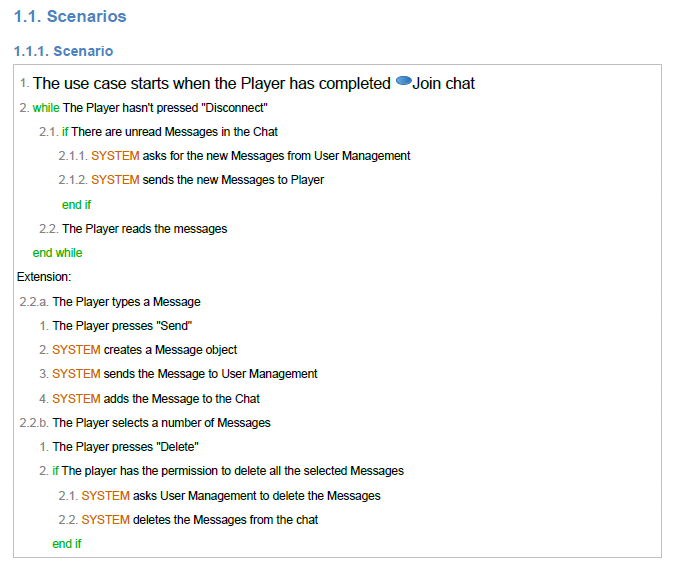 1.1. Scenarios
1.1.1. Scenario
1. The use case starts when the Player has completed Join chat
2. while The Player hasn't pressed "Disconnect"
2.1. if There are unread Messages in the Chat
2.1.1. SYSTEM asks for the new Messages from User Management
2.1.2. SYSTEM sends the new Messages to Player
end if
2.2. The Player reads the messages
end while
Extension:
2.2.a. The Player types a Message
1. The Player presses "Send"
2. SYSTEM creates a Message object
3. SYSTEM sends the Message to User Management
4. SYSTEM adds the Message to the Chat
2.2.b. The Player selects a number of Messages
1. The Player presses "Delete"
2. if The player has the permission to delete all the selected Messages
2.1. SYSTEM asks User Management to delete the Messages
2.2. SYSTEM deletes the Messages from the chat
end if